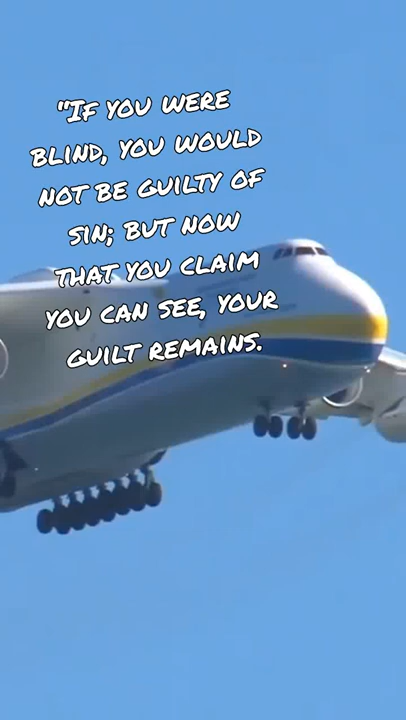 "If you were
blind, you would
not be guilty of
sin; but now
that you claim
you can see, your
guilt remains.